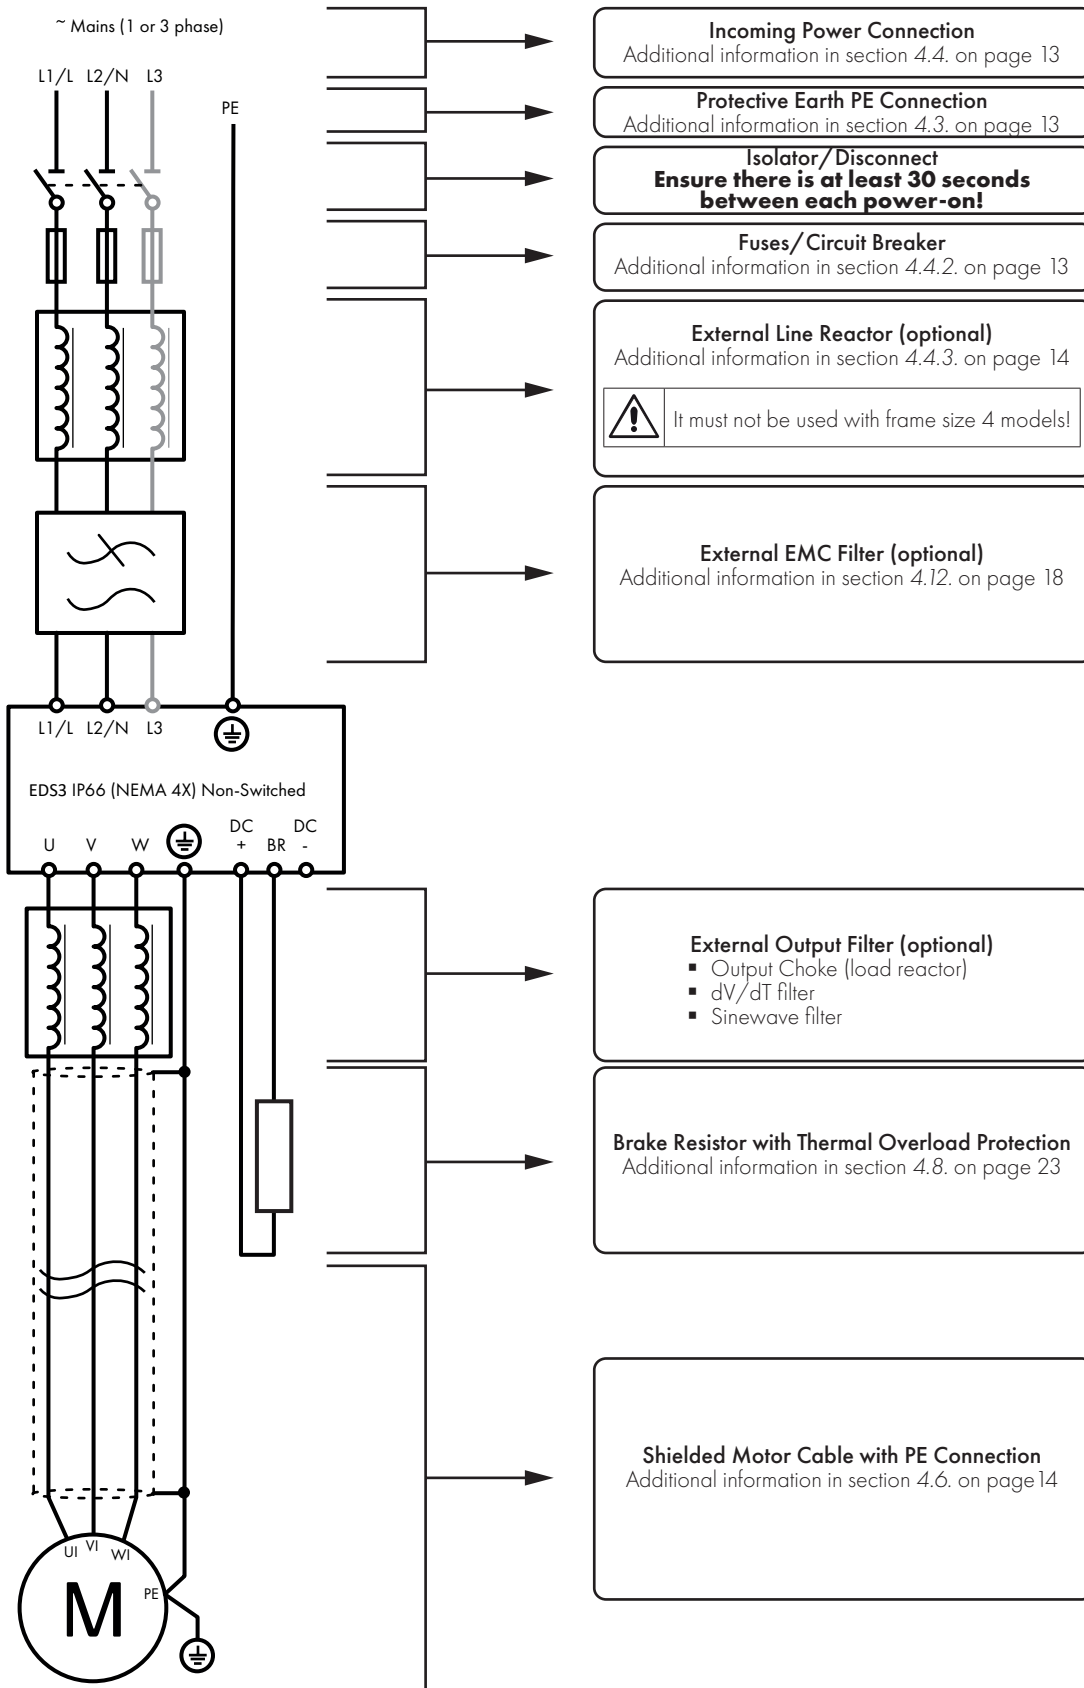 ~ Mains (1 or 3 phase)
L1/L L2/N L3
PE
Incoming Power Connection
Additional information in section 4.4. on page 13
Protective Earth PE Connection
Additional information in section 4.3. on page 13
Isolator/Disconnect
Ensure there is at least 30 seconds
between each power-on!
Fuses/Circuit Breaker
Additional information in section 4.4.2. on page 13
External Line Reactor (optional)
Additional information in section 4.4.3. on page 14
It must not be used with frame size 4 models!
External EMC Filter (optional)
Additional information in section 4.12. on page 18
L1/L L2/N L3
EDS3 IP66 (NEMA 4X) Non-Switched
U V W DC + BR DC -
External Output Filter (optional)
▪ Output Choke (load reactor)
▪ dV/dT filter
▪ Sinewave filter
Brake Resistor with Thermal Overload Protection
Additional information in section 4.8. on page 23
Shielded Motor Cable with PE Connection
Additional information in section 4.6. on page14
U1 V1 W1
PE
M